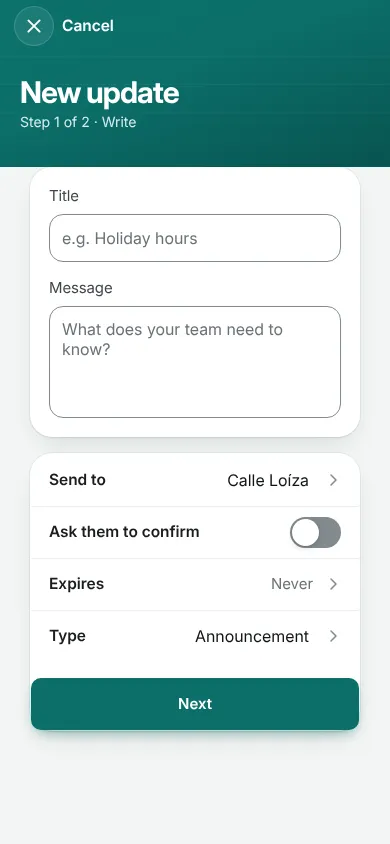 Cancel
New update
Step 1 of 2 · Write
Title
e.g. Holiday hours
Message
What does your team need to
know?
Send to Calle Loíza
Ask them to confirm
Expires Never
Type Announcement
Next